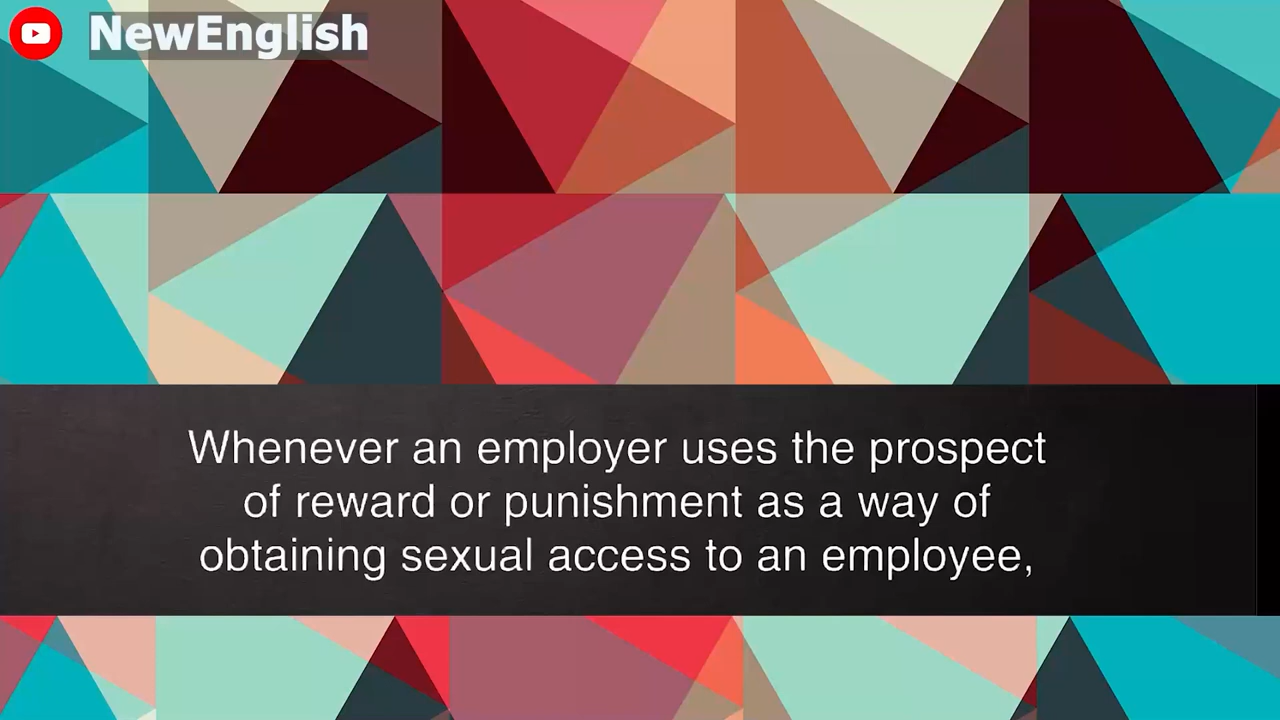 NewEnglish
Whenever an employer uses the prospect
of reward or punishment as a way of
obtaining sexual access to an employee,